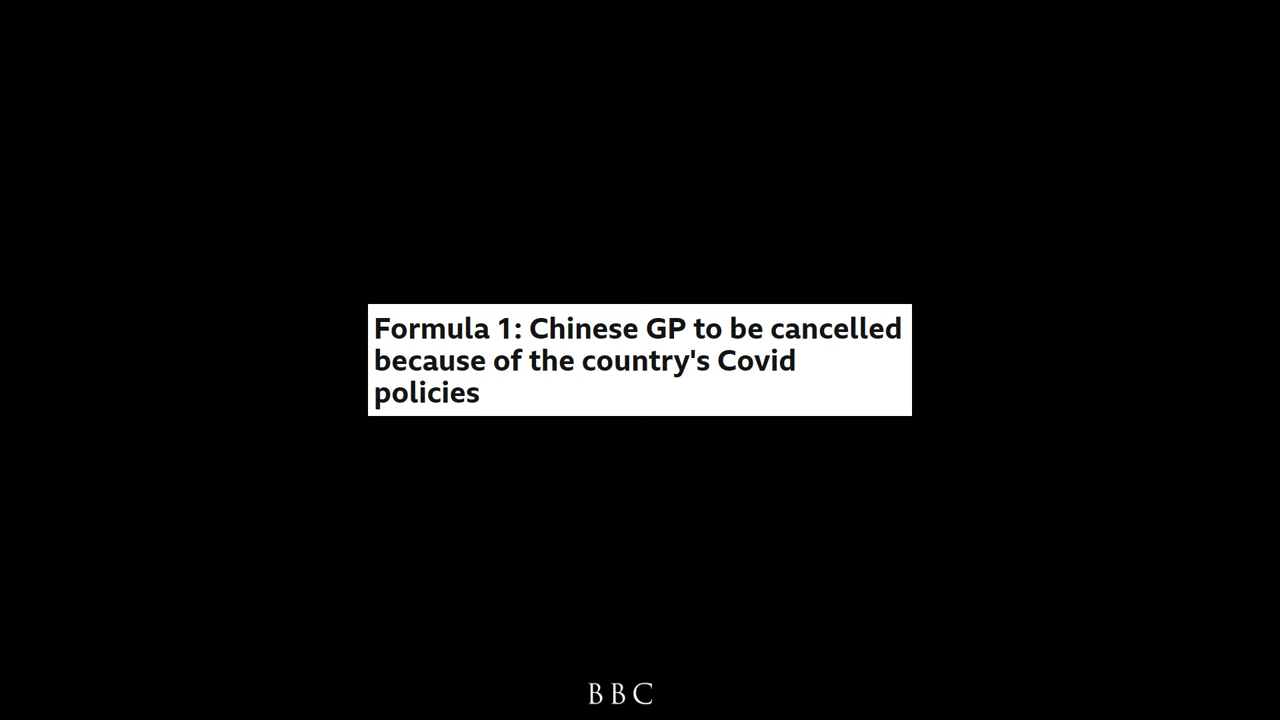 Formula 1: Chinese GP to be cancelled
because of the country's Covid
policies
BBC